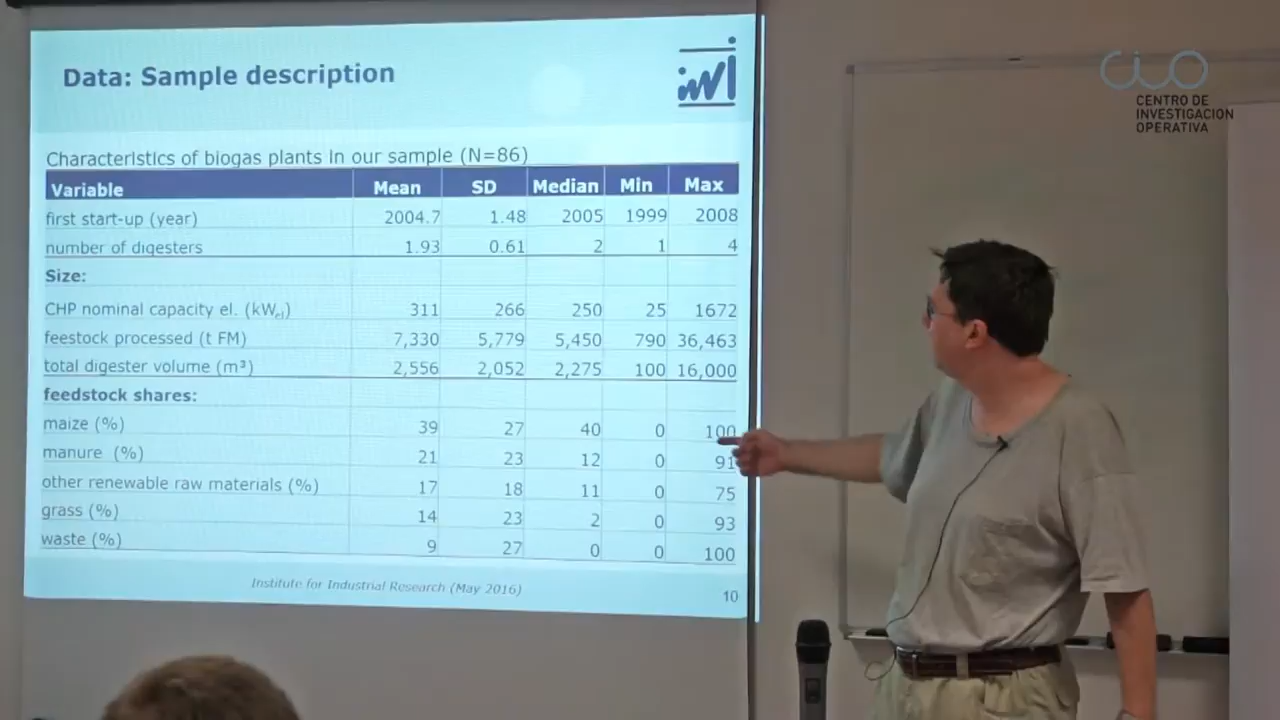 Data: Sample description
iwi
CIO
CENTRO DE
INVESTIGACION
OPERATIVA
Characteristics of biogas plants in our sample (N=86)
Variable Mean SD Median Min Max
first start-up (year) 2004.7 1.48 2005 1999 2008
number of digesters 1.93 0.61 2 1 4
Size:
CHP nominal capacity el. (kWel) 311 266 250 25 1672
feestock processed (t FM) 7,330 5,779 5,450 790 36,463
total digester volume (m³) 2,556 2,052 2,275 100 16,000
feedstock shares:
maize (%) 39 27 40 0 100
manure (%) 21 23 12 0 91
other renewable raw materials (%) 17 18 11 0 75
grass (%) 14 23 2 0 93
waste (%) 9 27 0 0 100
Institute for Industrial Research (May 2016) 10